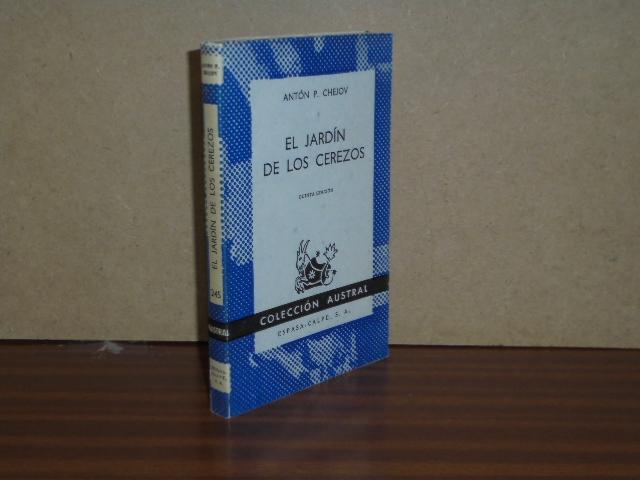 ANTÓN P. CHEJOV
EL JARDÍN
DE LOS CEREZOS
COLECCIÓN AUSTRAL
ESPASA-CALPE, S. A.
EL JARDÍN DE LOS CEREZOS
245
AUSTRAL